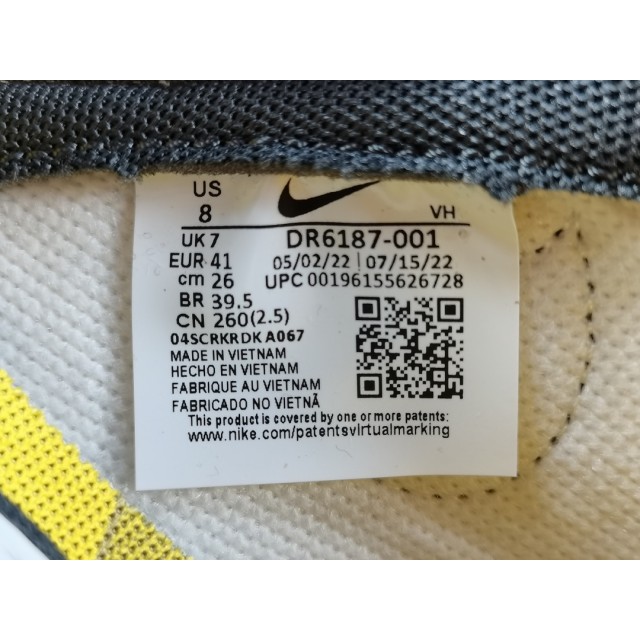 US
8 VH
UK 7 DR6187-001
EUR 41 05/02/22 | 07/15/22
cm 26 UPC 00196155626728
BR 39.5
CN 260(2.5)
04SCRKRDK A067
MADE IN VIETNAM
HECHO EN VIETNAM
FABRIQUE AU VIETNAM
FABRICADO NO VIETNÃ
This product is covered by one or more patents:
www.nike.com/patentsvirtualmarking